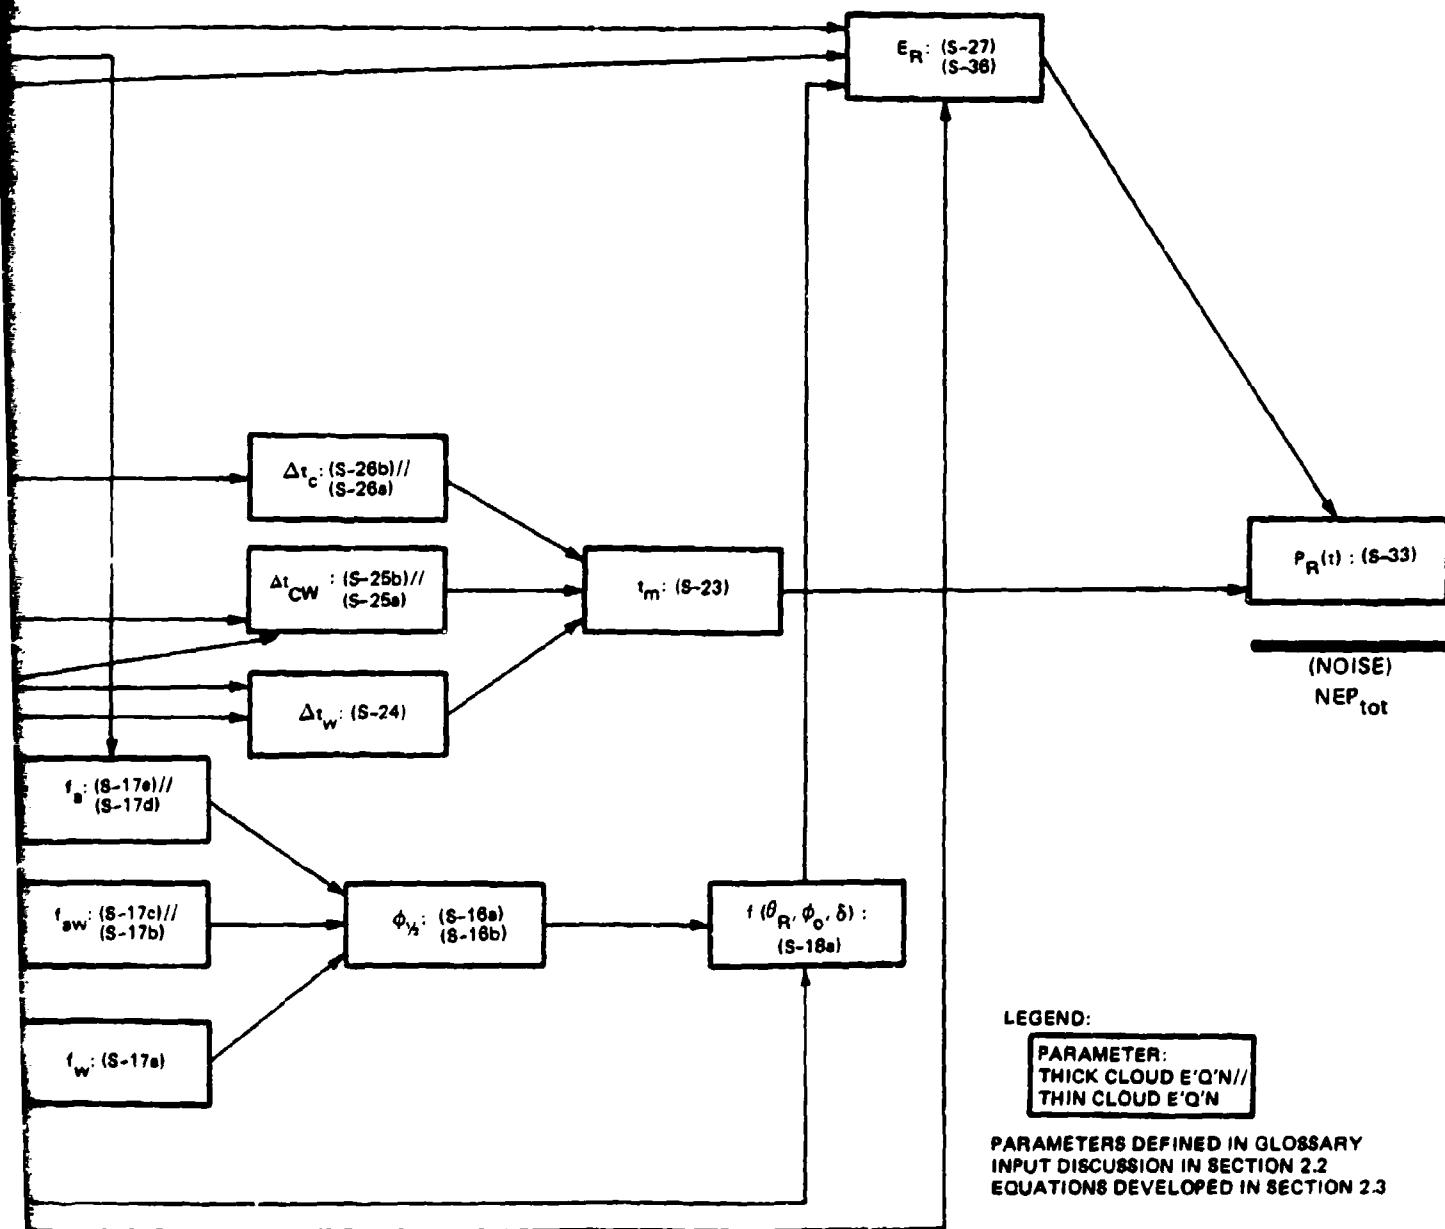 E_R: (S-27)
(S-36)
Δt_c: (S-26b)//
(S-26a)
Δt_CW : (S-25b)//
(S-25a)
t_m: (S-23)
P_R(t) : (S-33)
(NOISE)
NEP_tot
Δt_w: (S-24)
f_a: (S-17e)//
(S-17d)
f_aw: (S-17c)//
(S-17b)
ϕ_½: (S-16a)
(S-16b)
f (θ_R, ϕ_o, δ) :
(S-18a)
f_w: (S-17a)
LEGEND:
PARAMETER:
THICK CLOUD E'Q'N//
THIN CLOUD E'Q'N
PARAMETERS DEFINED IN GLOSSARY
INPUT DISCUSSION IN SECTION 2.2
EQUATIONS DEVELOPED IN SECTION 2.3